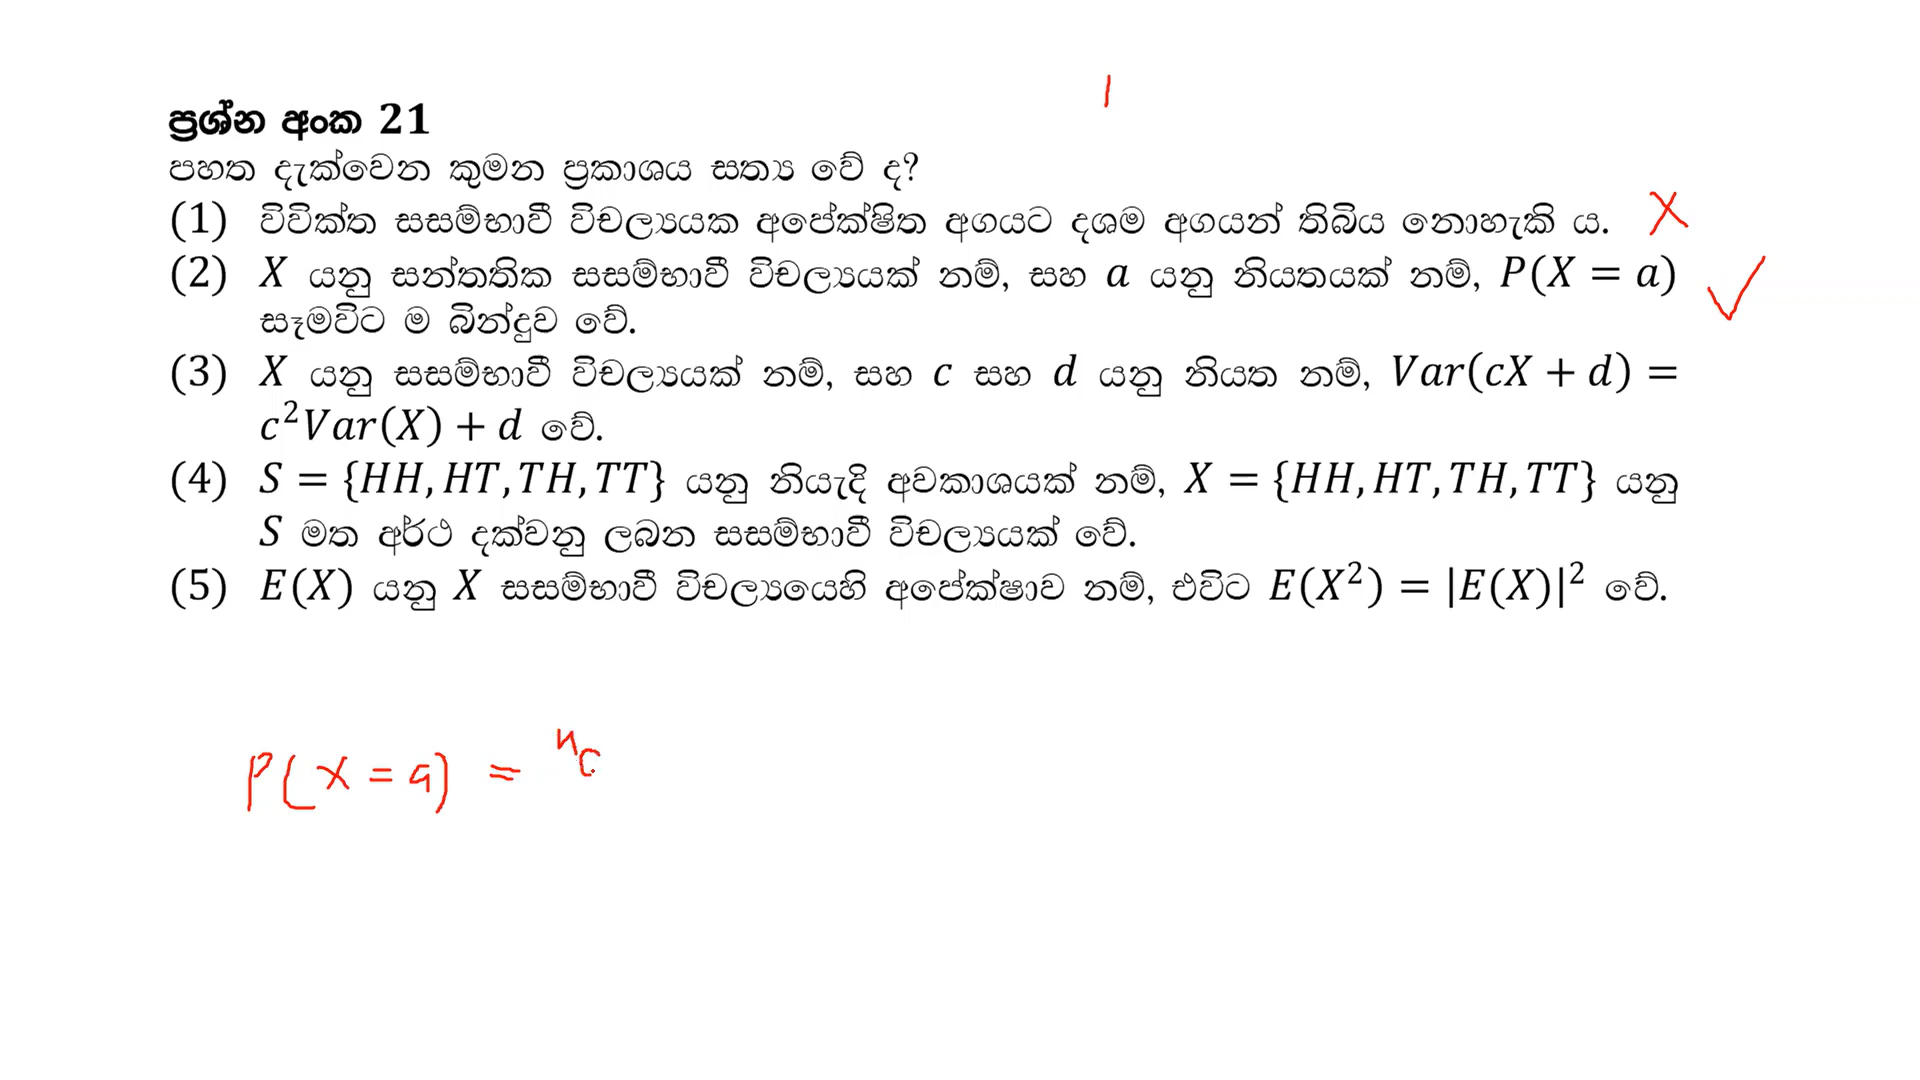 ප්‍රශ්න අංක 21
පහත දැක්වෙන කුමන ප්‍රකාශය සත්‍ය වේ ද?
(1) විවික්ත සසම්භාවී විචල්‍යයක අපේක්ෂිත අගයට දශම අගයන් තිබිය නොහැකි ය.
(2) X යනු සන්තතික සසම්භාවී විචල්‍යයක් නම්, සහ a යනු නියතයක් නම්, P(X = a)
සෑමවිට ම බින්දුව වේ.
(3) X යනු සසම්භාවී විචල්‍යයක් නම්, සහ c සහ d යනු නියත නම්, Var(cX + d) =
c²Var(X) + d වේ.
(4) S = {HH, HT, TH, TT} යනු නියැදි අවකාශයක් නම්, X = {HH, HT, TH, TT} යනු
S මත අර්ථ දක්වනු ලබන සසම්භාවී විචල්‍යයක් වේ.
(5) E(X) යනු X සසම්භාවී විචල්‍යයෙහි අපේක්ෂාව නම්, එවිට E(X²) = |E(X)|² වේ.
P(X = a) = ⁿC